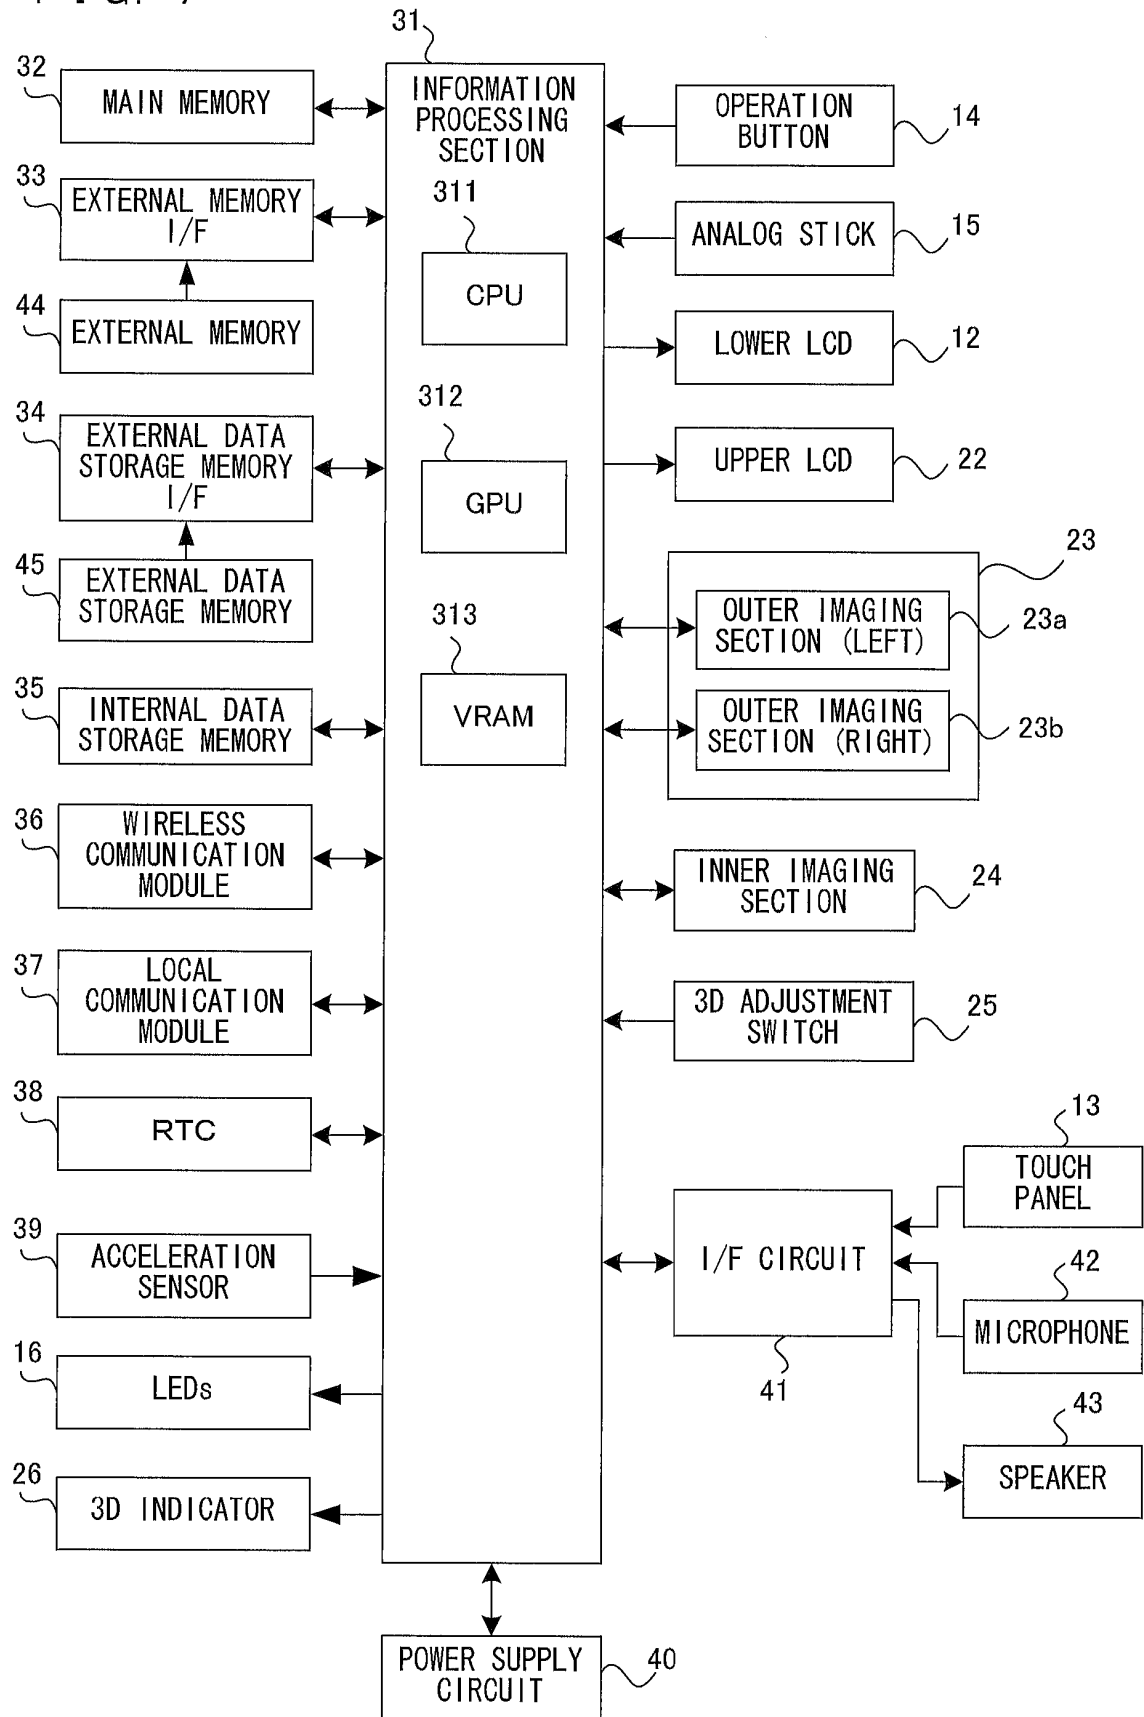 31
INFORMATION
PROCESSING
SECTION
311
CPU
312
GPU
313
VRAM
32
MAIN MEMORY
33
EXTERNAL MEMORY
I/F
44
EXTERNAL MEMORY
34
EXTERNAL DATA
STORAGE MEMORY
I/F
45
EXTERNAL DATA
STORAGE MEMORY
35
INTERNAL DATA
STORAGE MEMORY
36
WIRELESS
COMMUNICATION
MODULE
37
LOCAL
COMMUNICATION
MODULE
38
RTC
39
ACCELERATION
SENSOR
16
LEDs
26
3D INDICATOR
OPERATION
BUTTON
14
ANALOG STICK
15
LOWER LCD
12
UPPER LCD
22
23
OUTER IMAGING
SECTION (LEFT)
23a
OUTER IMAGING
SECTION (RIGHT)
23b
INNER IMAGING
SECTION
24
3D ADJUSTMENT
SWITCH
25
13
TOUCH
PANEL
I/F CIRCUIT
41
42
MICROPHONE
43
SPEAKER
POWER SUPPLY
CIRCUIT
40